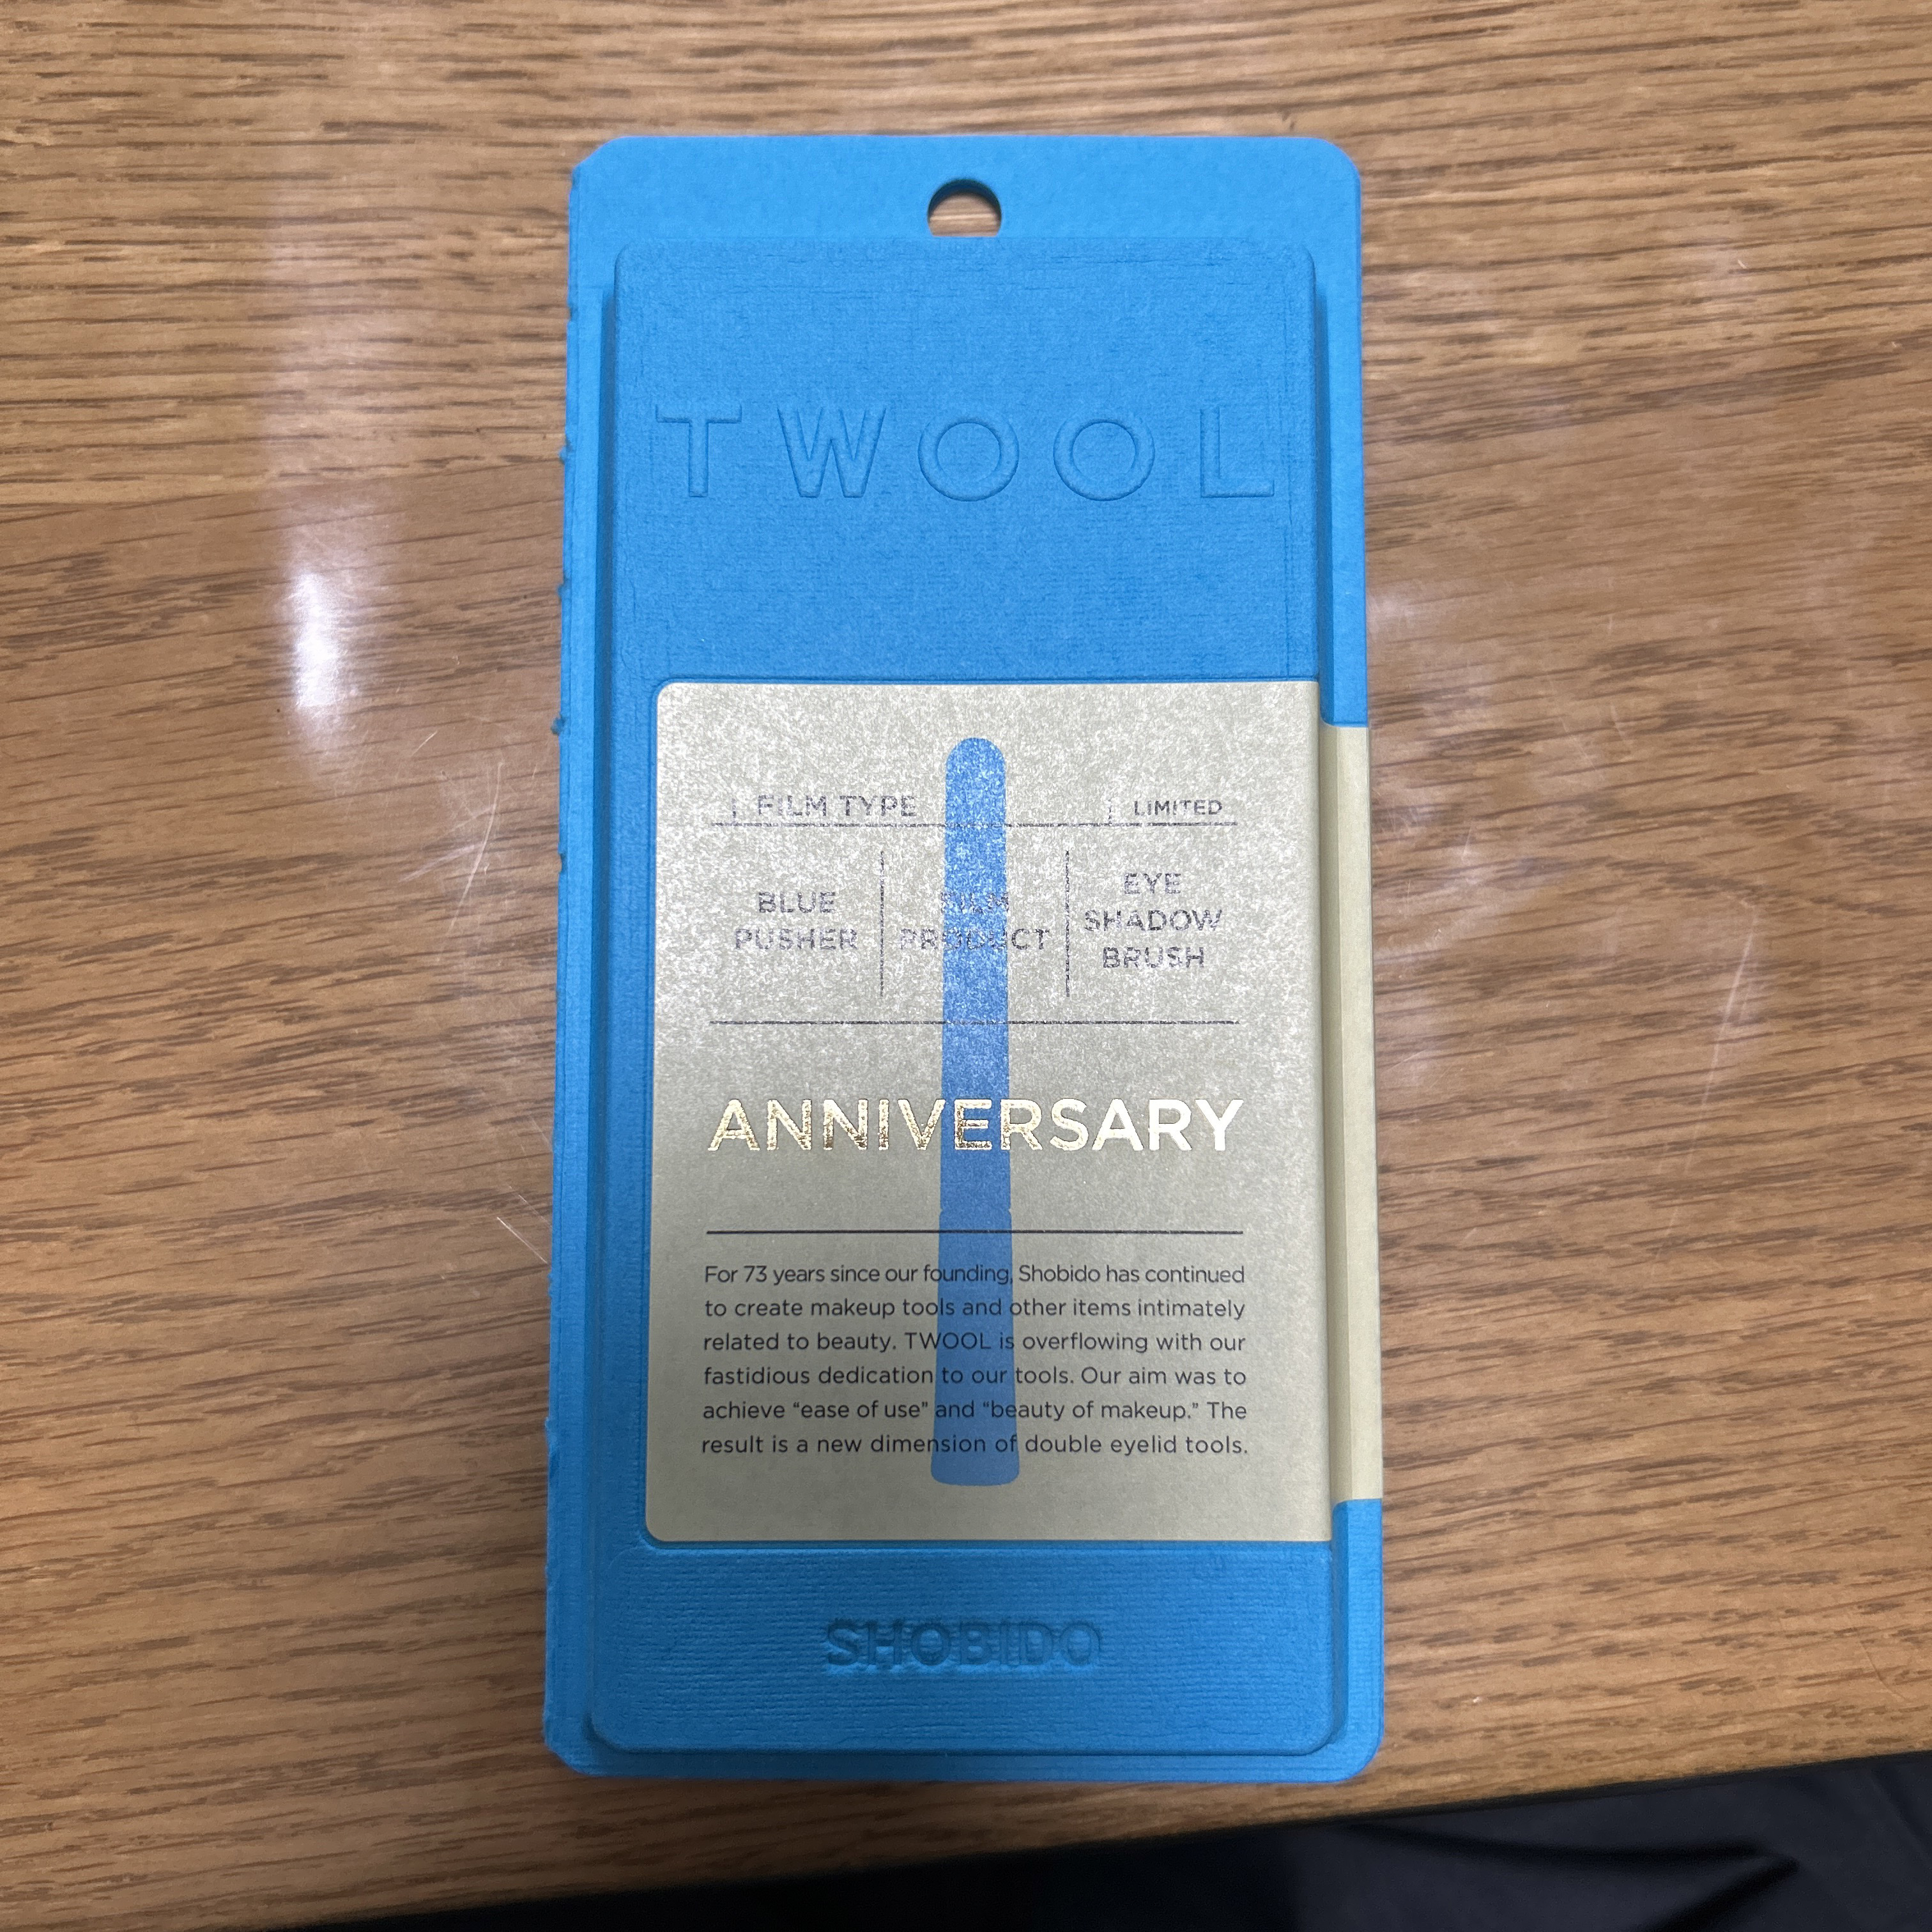 TWOOL
FILM TYPE
LIMITED
BLUE
PUSHER
FILM
PRODUCT
EYE
SHADOW
BRUSH
ANNIVERSARY
For 73 years since our founding, Shobido has continued
to create makeup tools and other items intimately
related to beauty. TWOOL is overflowing with our
fastidious dedication to our tools. Our aim was to
achieve “ease of use” and “beauty of makeup.” The
result is a new dimension of double eyelid tools.
SHOBIDO